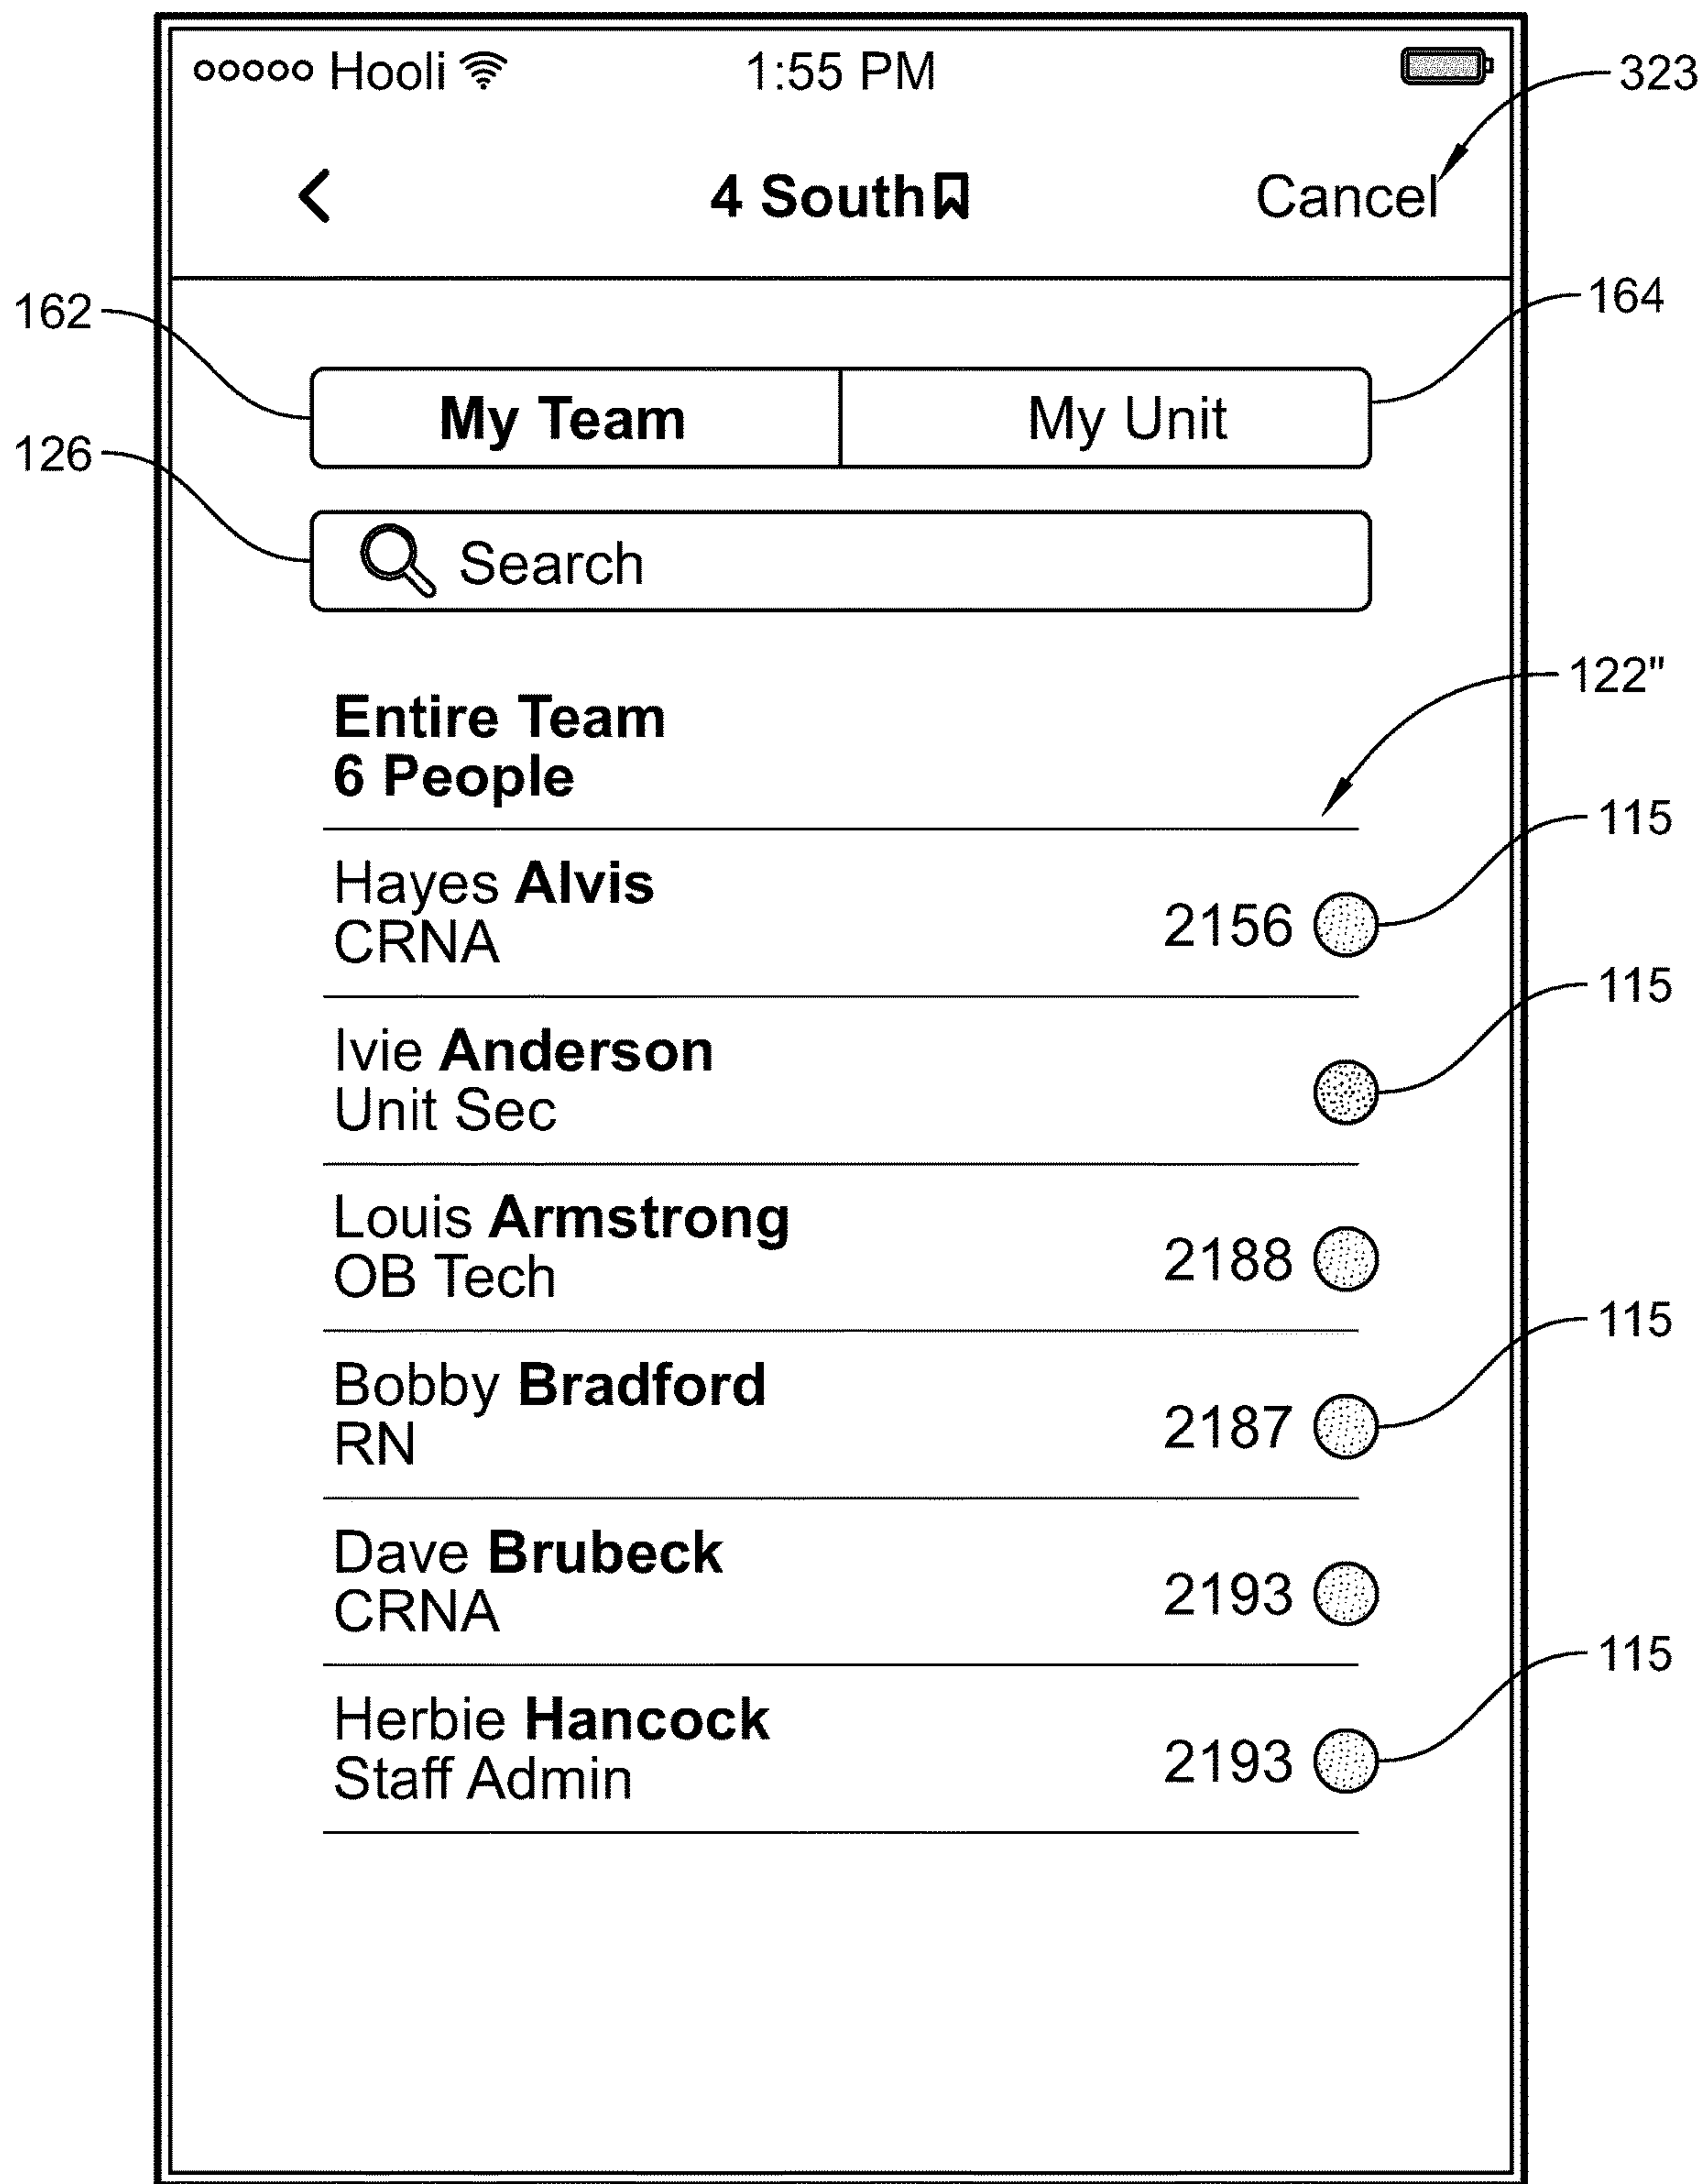 Hooli 1:55 PM
323
4 South Cancel
162
164
My Team My Unit
126
Search
122"
Entire Team
6 People
115
Hayes Alvis
CRNA
2156
115
Ivie Anderson
Unit Sec
Louis Armstrong
OB Tech
2188
115
Bobby Bradford
RN
2187
Dave Brubeck
CRNA
2193
115
Herbie Hancock
Staff Admin
2193